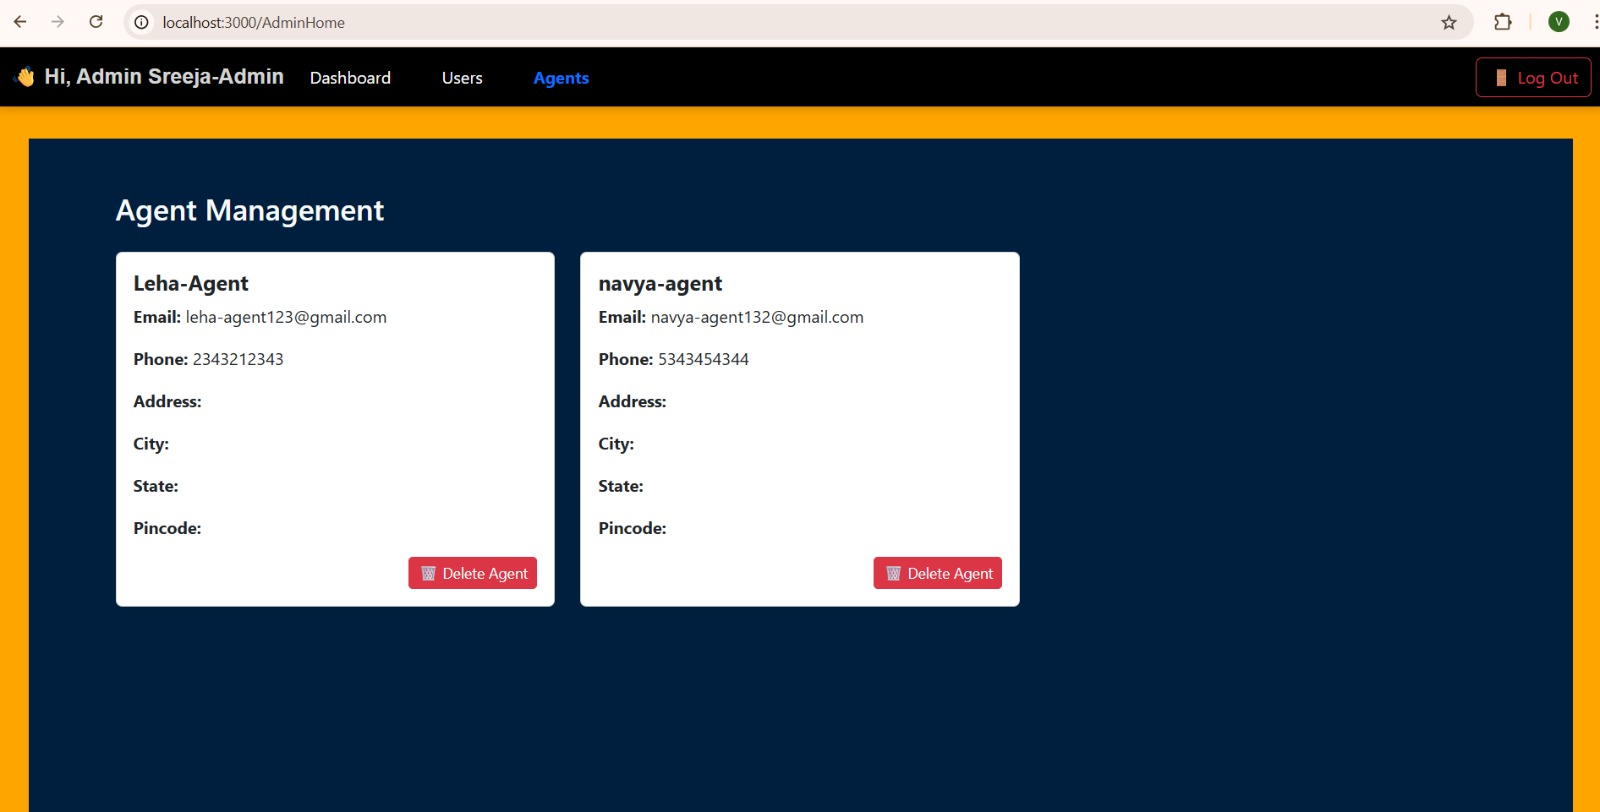 localhost:3000/AdminHome
V
👋 Hi, Admin Sreeja-Admin Dashboard Users Agents 🚪 Log Out
Agent Management
Leha-Agent
Email: leha-agent123@gmail.com
Phone: 2343212343
Address:
City:
State:
Pincode:
🗑️ Delete Agent
navya-agent
Email: navya-agent132@gmail.com
Phone: 5343454344
Address:
City:
State:
Pincode:
🗑️ Delete Agent